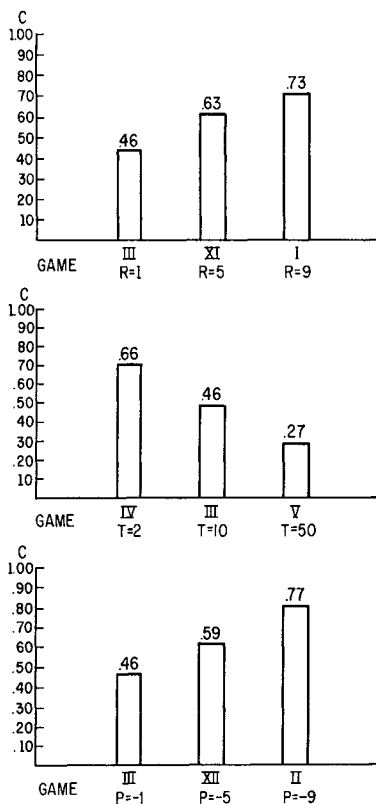 C
1.00
.90
.80
70
60
50
40
30
20
10
.46
.63
.73
GAME
III
XI
I
R=1
R=5
R=9
C
1.00
.90
.80
70
60
.50
.40
.30
.20
10
.66
.46
.27
GAME
IV
III
V
T=2
T=10
T=50
C
1.00
.90
.80
.70
.60
.50
.40
.30
.20
.10
.46
.59
.77
GAME
III
XII
II
P=-1
P=-5
P=-9